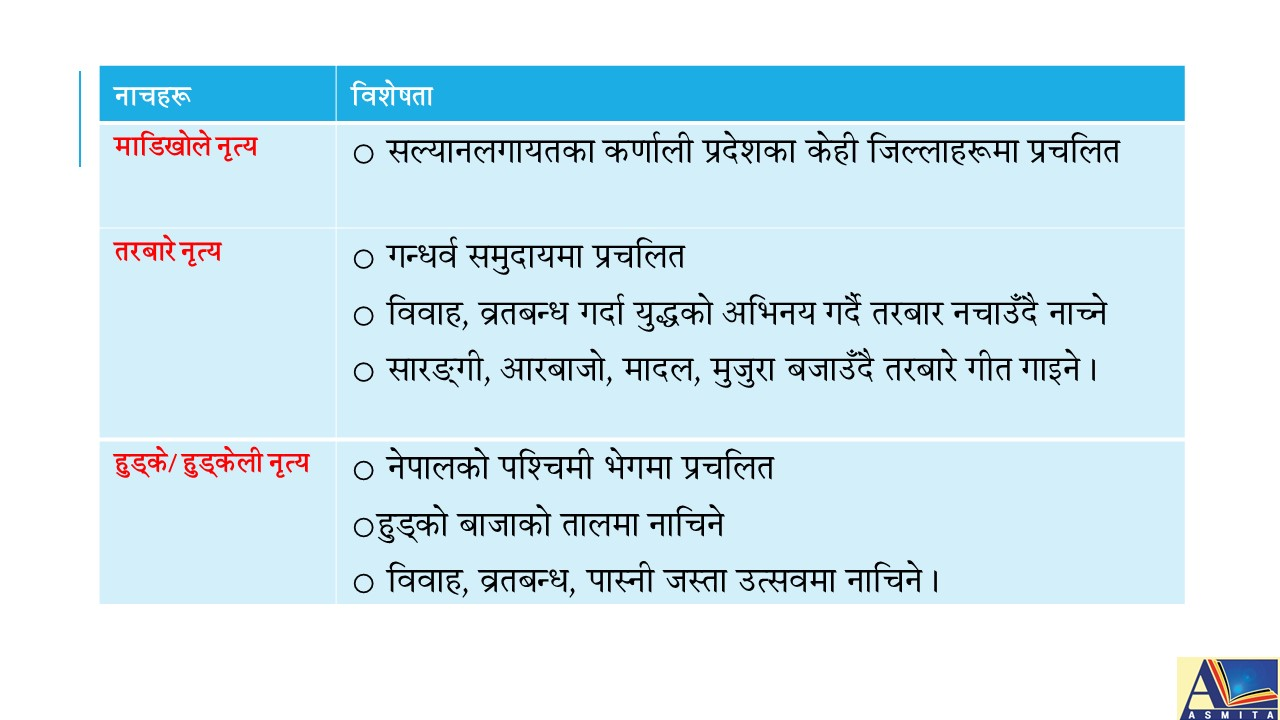 नाचहरू
विशेषता
माडिखोले नृत्य
○ सल्यानलगायतका कर्णाली प्रदेशका केही जिल्लाहरूमा प्रचलित
तरबारे नृत्य
○ गन्धर्व समुदायमा प्रचलित
○ विवाह, व्रतबन्ध गर्दा युद्धको अभिनय गर्दै तरबार नचाउँदै नाच्ने
○ सारङ्गी, आरबाजो, मादल, मुजुरा बजाउँदै तरबारे गीत गाइने ।
हुड्के/ हुड्केली नृत्य
○ नेपालको पश्चिमी भेगमा प्रचलित
○हुड्को बाजाको तालमा नाचिने
○ विवाह, व्रतबन्ध, पास्नी जस्ता उत्सवमा नाचिने ।
ASMITA